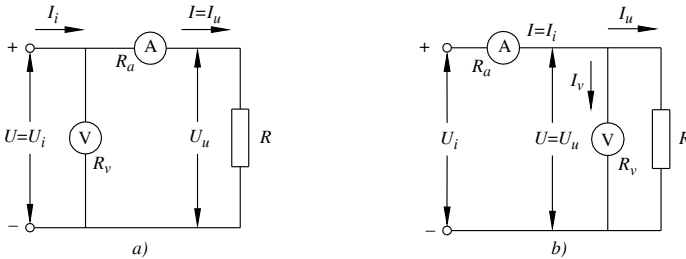 I_i I=I_u
+ A
R_a
U=U_i V U_u R
R_v
−
a)
I_u
I=I_i
+ A
R_a I_v
U_i U=U_u V R
R_v
−
b)